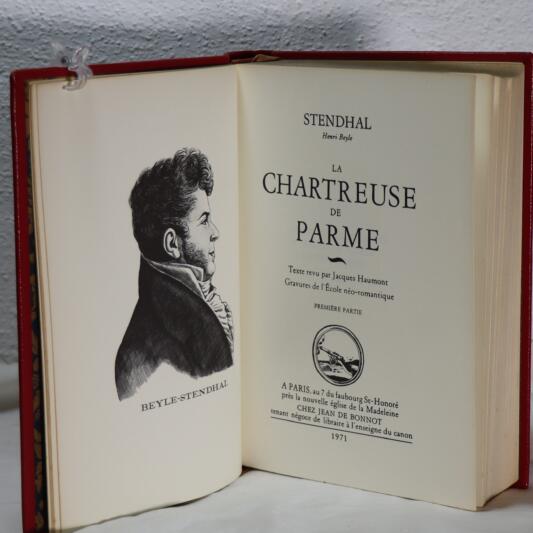 BEYLE-STENDHAL
STENDHAL
Henri Beyle
LA
CHARTREUSE
DE
PARME
Texte revu par Jacques Haumont
Gravures de l'École néo-romantique
PREMIÈRE PARTIE
A PARIS, au 7 du faubourg St-Honoré
près la nouvelle église de la Madeleine
CHEZ JEAN DE BONNOT
tenant négoce de libraire à l'enseigne du canon
1971